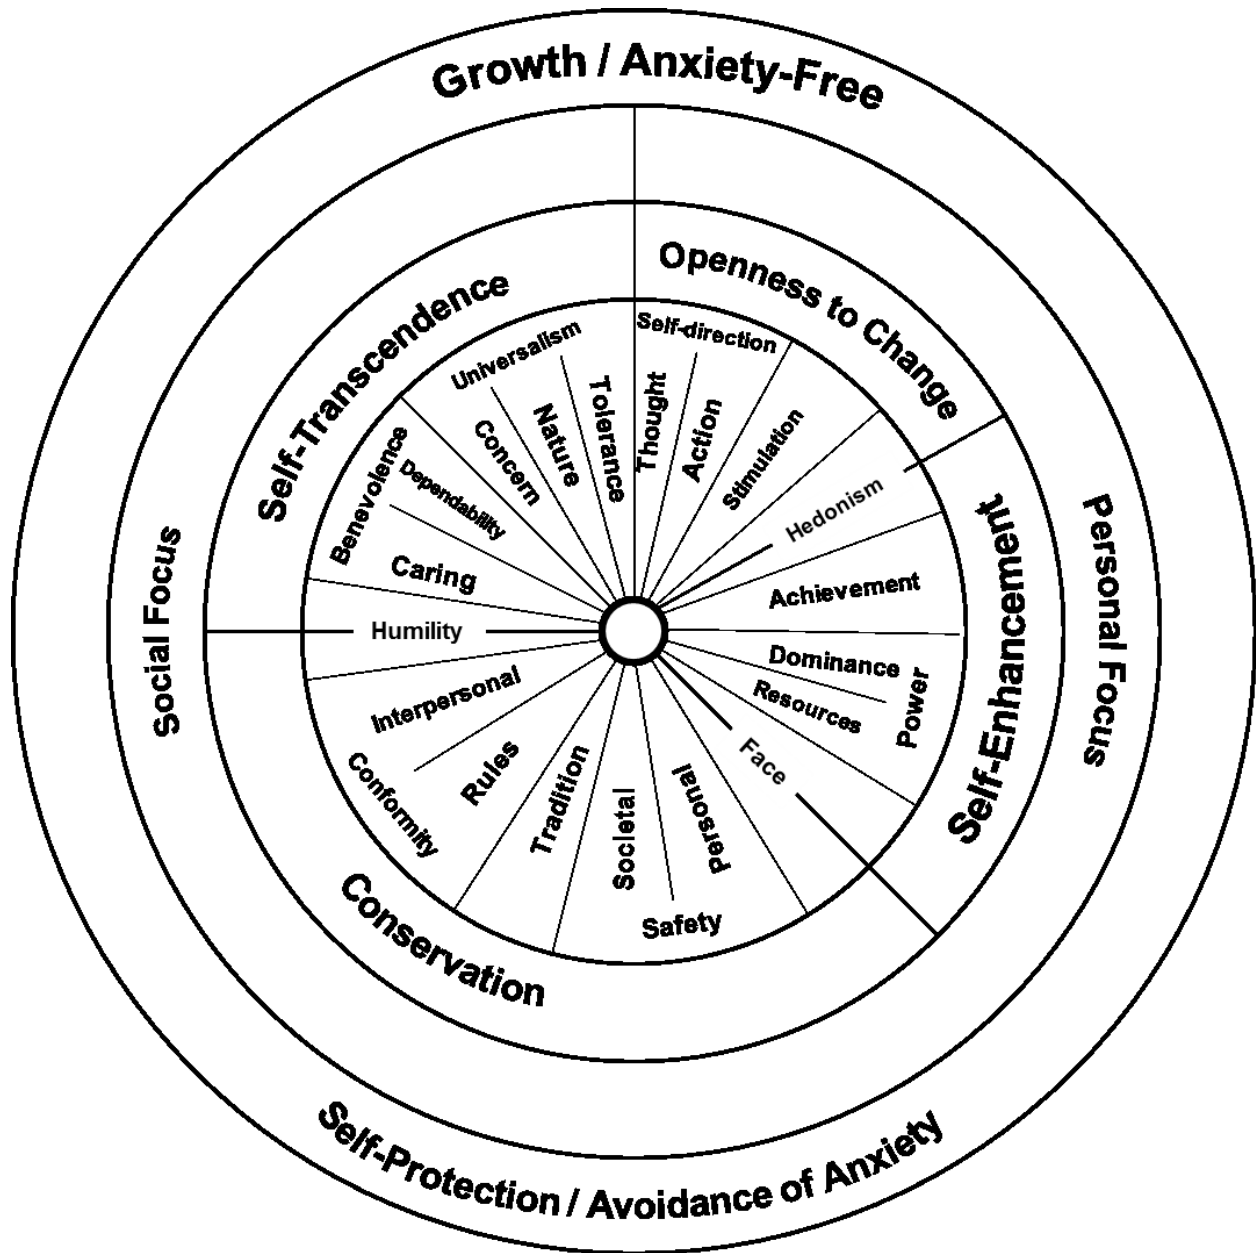 Growth / Anxiety-Free
Openness to Change
Self-Transcendence
Universalism
Self-direction
Tolerance
Thought
Nature
Action
Concern
Stimulation
Benevolence
Dependability
Caring
Hedonism
Achievement
Self-Enhancement
Personal Focus
Social Focus
Humility
Dominance
Resources
Power
Interpersonal
Rules
Conformity
Tradition
Societal
Personal
Face
Safety
Conservation
Self-Protection / Avoidance of Anxiety